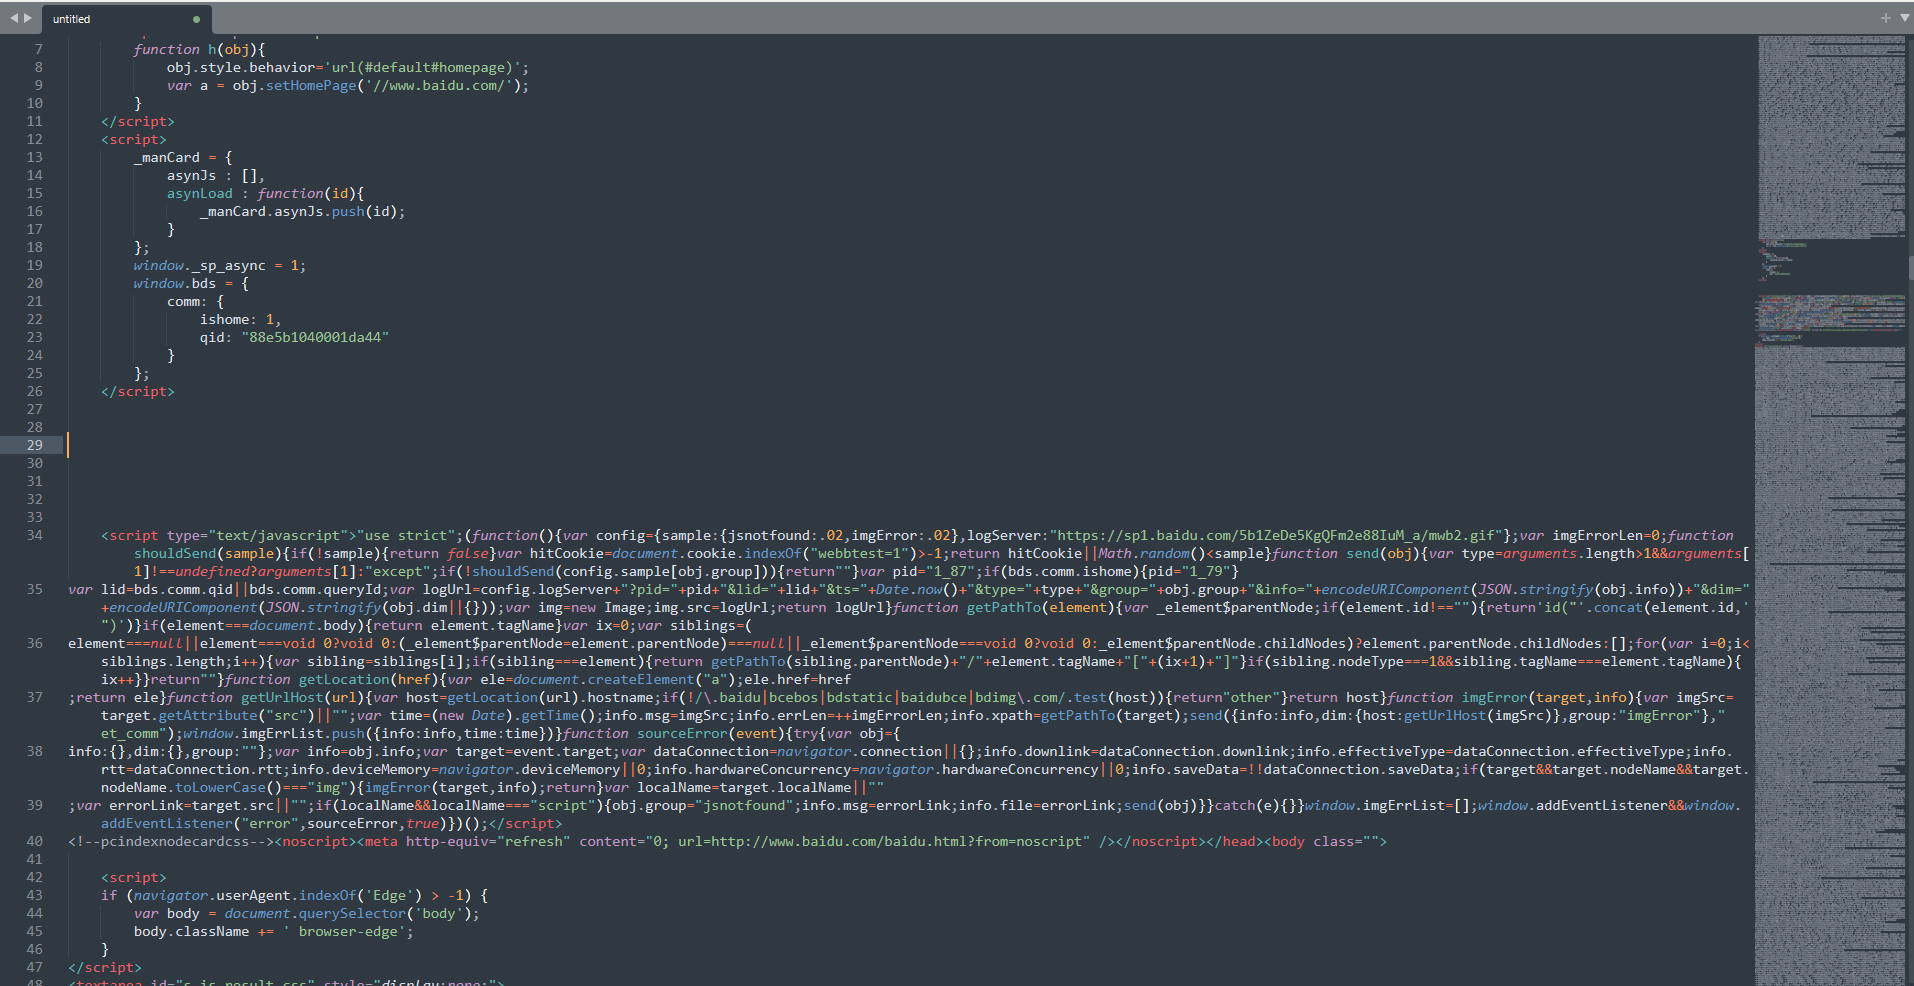 untitled
7 function h(obj){
8 obj.style.behavior='url(#default#homepage)';
9 var a = obj.setHomePage('//www.baidu.com/');
10 }
11 </script>
12 <script>
13 _manCard = {
14 asynJs : [],
15 asynLoad : function(id){
16 _manCard.asynJs.push(id);
17 }
18 };
19 window._sp_async = 1;
20 window.bds = {
21 comm: {
22 ishome: 1,
23 qid: "88e5b1040001da44"
24 }
25 };
26 </script>
27
28
29
30
31
32
33
34 <script type="text/javascript">"use strict";(function(){var config={sample:{jsnotfound:.02,imgError:.02},logServer:"https://sp1.baidu.com/5b1ZeDe5KgQFm2e88IuM_a/mwb2.gif"};var imgErrorLen=0;function
shouldSend(sample){if(!sample){return false}var hitCookie=document.cookie.indexOf("webbtest=1")>-1;return hitCookie||Math.random()<sample}function send(obj){var type=arguments.length>1&&arguments[
1]!==undefined?arguments[1]:"except";if(!shouldSend(config.sample[obj.group])){return""}var pid="1_87";if(bds.comm.ishome){pid="1_79"}
35 var lid=bds.comm.qid||bds.comm.queryId;var logUrl=config.logServer+"?pid="+pid+"&lid="+lid+"&ts="+Date.now()+"&type="+type+"&group="+obj.group+"&info="+encodeURIComponent(JSON.stringify(obj.info))+"&dim="
+encodeURIComponent(JSON.stringify(obj.dim||{}));var img=new Image;img.src=logUrl;return logUrl}function getPathTo(element){var _element$parentNode;if(element.id!==""){return'id("'.concat(element.id,'
")')}if(element===document.body){return element.tagName}var ix=0;var siblings=(
36 element===null||element===void 0?void 0:(_element$parentNode=element.parentNode)===null||_element$parentNode===void 0?void 0:_element$parentNode.childNodes)?element.parentNode.childNodes:[];for(var i=0;i<
siblings.length;i++){var sibling=siblings[i];if(sibling===element){return getPathTo(sibling.parentNode)+"/"+element.tagName+"["+(ix+1)+"]"}if(sibling.nodeType===1&&sibling.tagName===element.tagName){
ix++}}return""}function getLocation(href){var ele=document.createElement("a");ele.href=href
37 ;return ele}function getUrlHost(url){var host=getLocation(url).hostname;if(!/\.baidu|bcebos|bdstatic|baidubce|bdimg\.com/.test(host)){return"other"}return host}function imgError(target,info){var imgSrc=
target.getAttribute("src")||"";var time=(new Date).getTime();info.msg=imgSrc;info.errLen=++imgErrorLen;info.xpath=getPathTo(target);send({info:info,dim:{host:getUrlHost(imgSrc)},group:"imgError"},"
et_comm");window.imgErrList.push({info:info,time:time})}function sourceError(event){try{var obj={
38 info:{},dim:{},group:""};var info=obj.info;var target=event.target;var dataConnection=navigator.connection||{};info.downlink=dataConnection.downlink;info.effectiveType=dataConnection.effectiveType;info.
rtt=dataConnection.rtt;info.deviceMemory=navigator.deviceMemory||0;info.hardwareConcurrency=navigator.hardwareConcurrency||0;info.saveData=!!dataConnection.saveData;if(target&&target.nodeName&&target.
nodeName.toLowerCase()==="img"){imgError(target,info);return}var localName=target.localName||""
39 ;var errorLink=target.src||"";if(localName&&localName==="script"){obj.group="jsnotfound";info.msg=errorLink;info.file=errorLink;send(obj)}}catch(e){}}window.imgErrList=[];window.addEventListener&&window.
addEventListener("error",sourceError,true)})();</script>
40 <!--pcindexnodecardcss--><noscript><meta http-equiv="refresh" content="0; url=http://www.baidu.com/baidu.html?from=noscript" /></noscript></head><body class="">
41
42 <script>
43 if (navigator.userAgent.indexOf('Edge') > -1) {
44 var body = document.querySelector('body');
45 body.className += ' browser-edge';
46 }
47 </script>
48 <textarea id="s_is_result_css" style="display:none;">